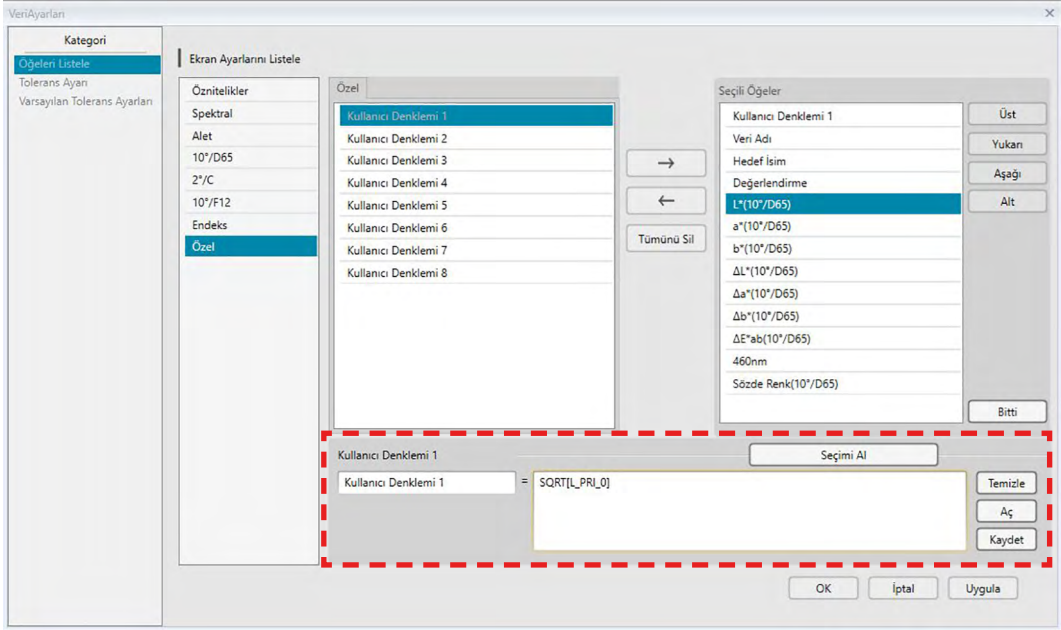 VeriAyarları
Kategori
Öğeleri Listele
Tolerans Ayarı
Varsayılan Tolerans Ayarları
Ekran Ayarlarını Listele
Öznitelikler
Spektral
Alet
10°/D65
2°/C
10°/F12
Endeks
Özel
Özel
Kullanıcı Denklemi 1
Kullanıcı Denklemi 2
Kullanıcı Denklemi 3
Kullanıcı Denklemi 4
Kullanıcı Denklemi 5
Kullanıcı Denklemi 6
Kullanıcı Denklemi 7
Kullanıcı Denklemi 8
→
←
Tümünü Sil
Seçili Öğeler
Kullanıcı Denklemi 1
Veri Adı
Hedef İsim
Değerlendirme
L*(10°/D65)
a*(10°/D65)
b*(10°/D65)
ΔL*(10°/D65)
Δa*(10°/D65)
Δb*(10°/D65)
ΔE*ab(10°/D65)
460nm
Sözde Renk(10°/D65)
Üst
Yukarı
Aşağı
Alt
Bitti
Kullanıcı Denklemi 1
Seçimi Al
Kullanıcı Denklemi 1 = SQRT[L_PRI_0]
Temizle
Aç
Kaydet
OK İptal Uygula